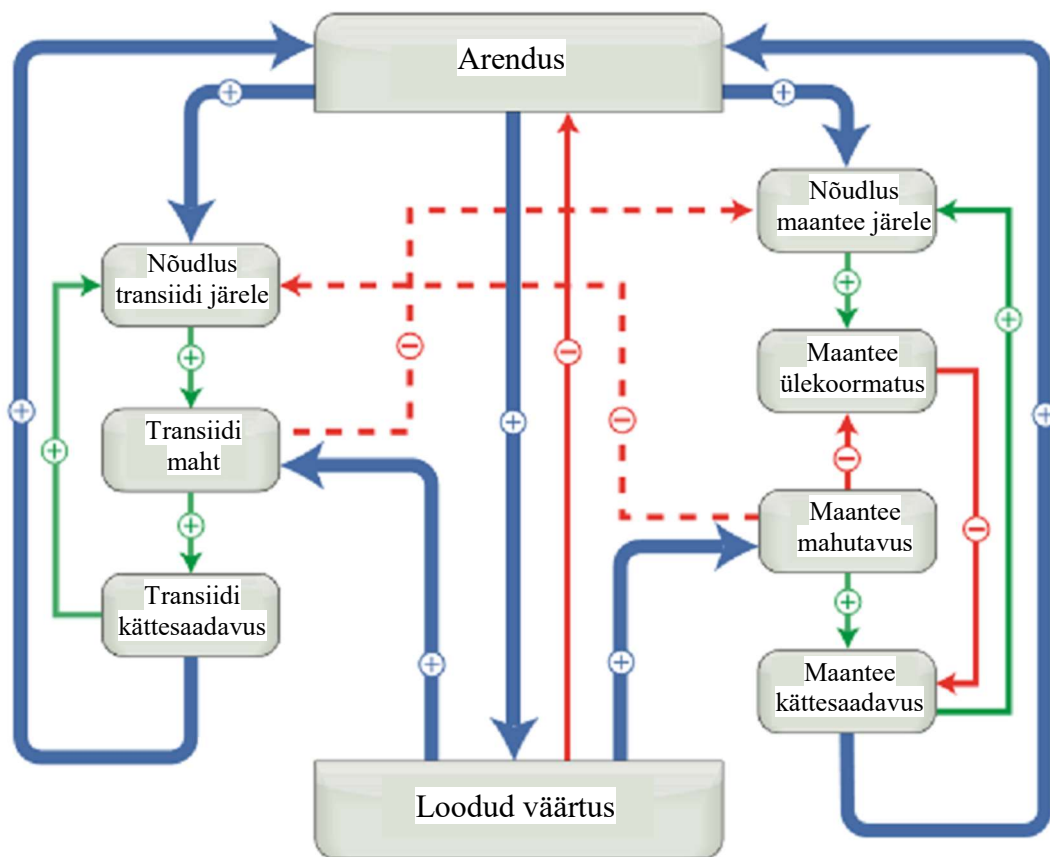 Arendus
Nõudlus
maantee järele
Nõudlus
transiidi järele
Maantee
ülekoormatus
Transiidi
maht
Maantee
mahutavus
Transiidi
kättesaadavus
Maantee
kättesaadavus
Loodud väärtus